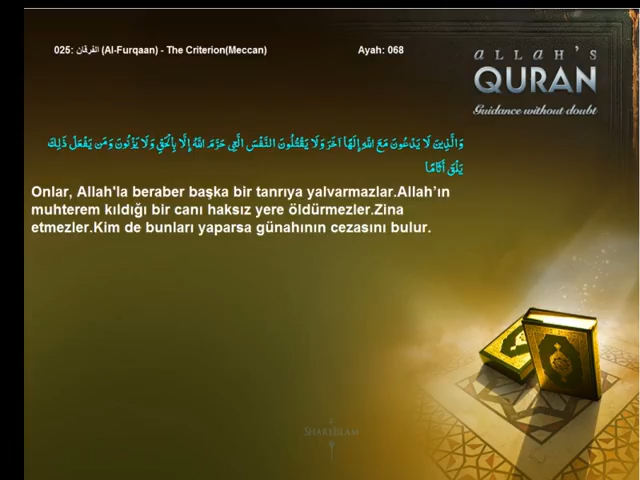 025: الفرقان (Al-Furqaan) - The Criterion(Meccan) Ayah: 068
ALLAH'S
QURAN
Guidance without doubt
وَالَّذِينَ لَا يَدْعُونَ مَعَ اللَّهِ إِلَٰهًا آخَرَ وَلَا يَقْتُلُونَ النَّفْسَ الَّتِي حَرَّمَ اللَّهُ إِلَّا بِالْحَقِّ وَلَا يَزْنُونَ وَمَن يَفْعَلْ ذَٰلِكَ
يَلْقَ أَثَامًا
Onlar, Allah'la beraber başka bir tanrıya yalvarmazlar.Allah'ın
muhterem kıldığı bir canı haksız yere öldürmezler.Zina
etmezler.Kim de bunları yaparsa günahının cezasını bulur.
SHAREISLAM